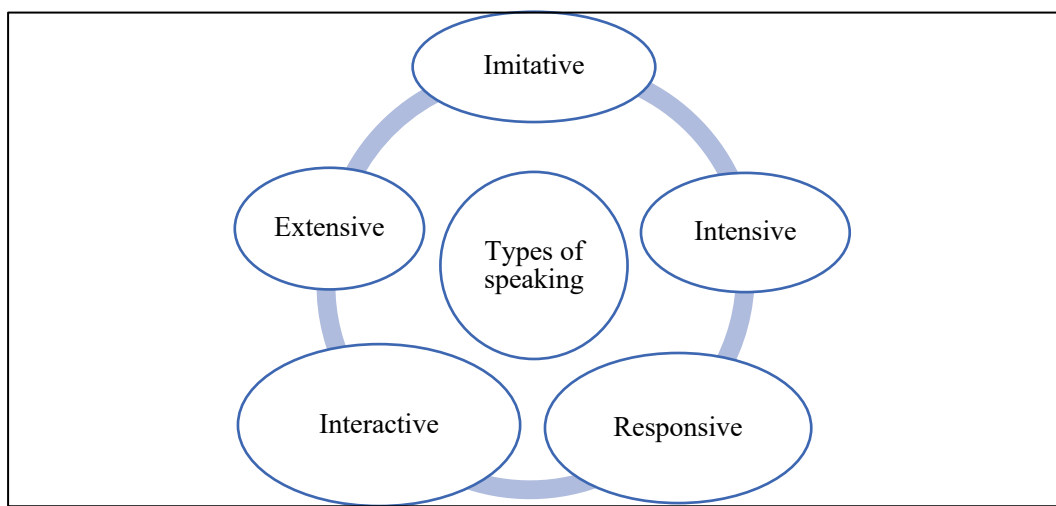 Imitative
Extensive
Intensive
Types of
speaking
Interactive
Responsive